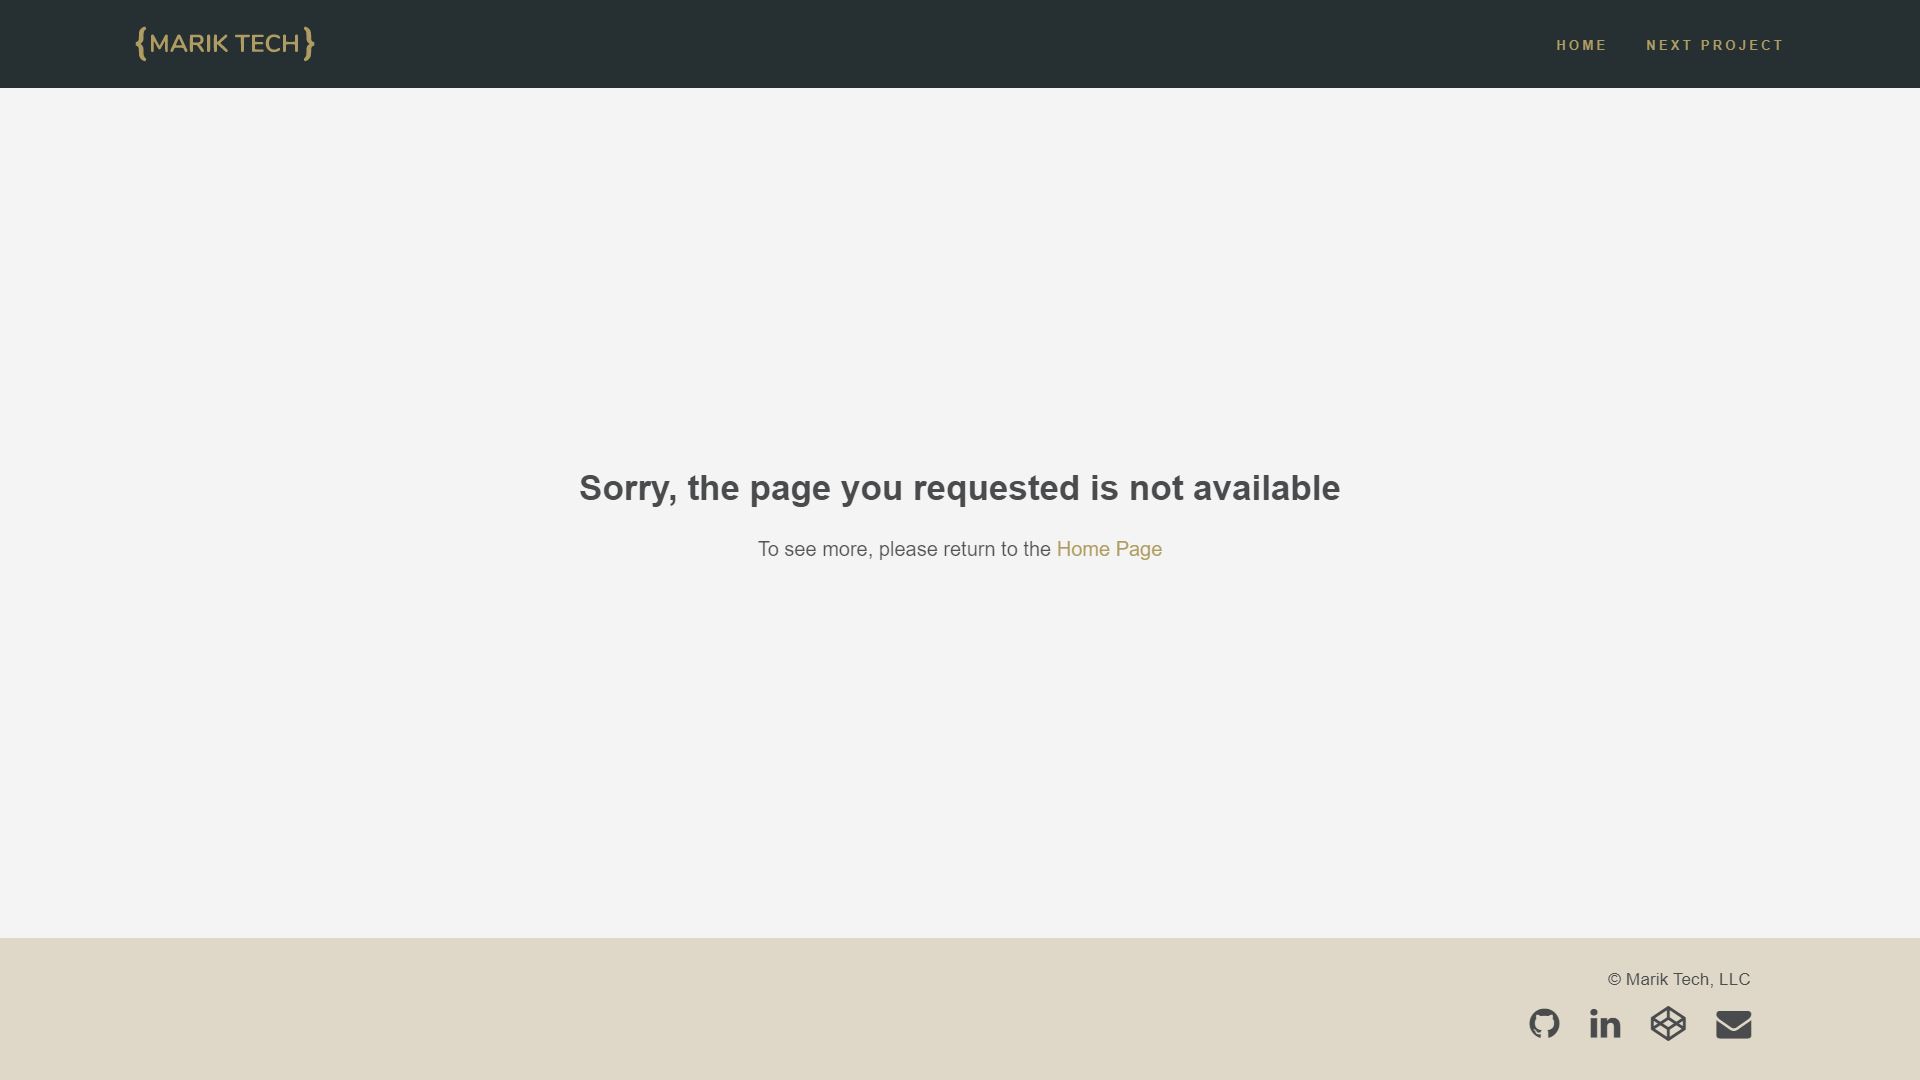 {MARIK TECH}
HOME
NEXT PROJECT
Sorry, the page you requested is not available
To see more, please return to the Home Page
© Marik Tech, LLC